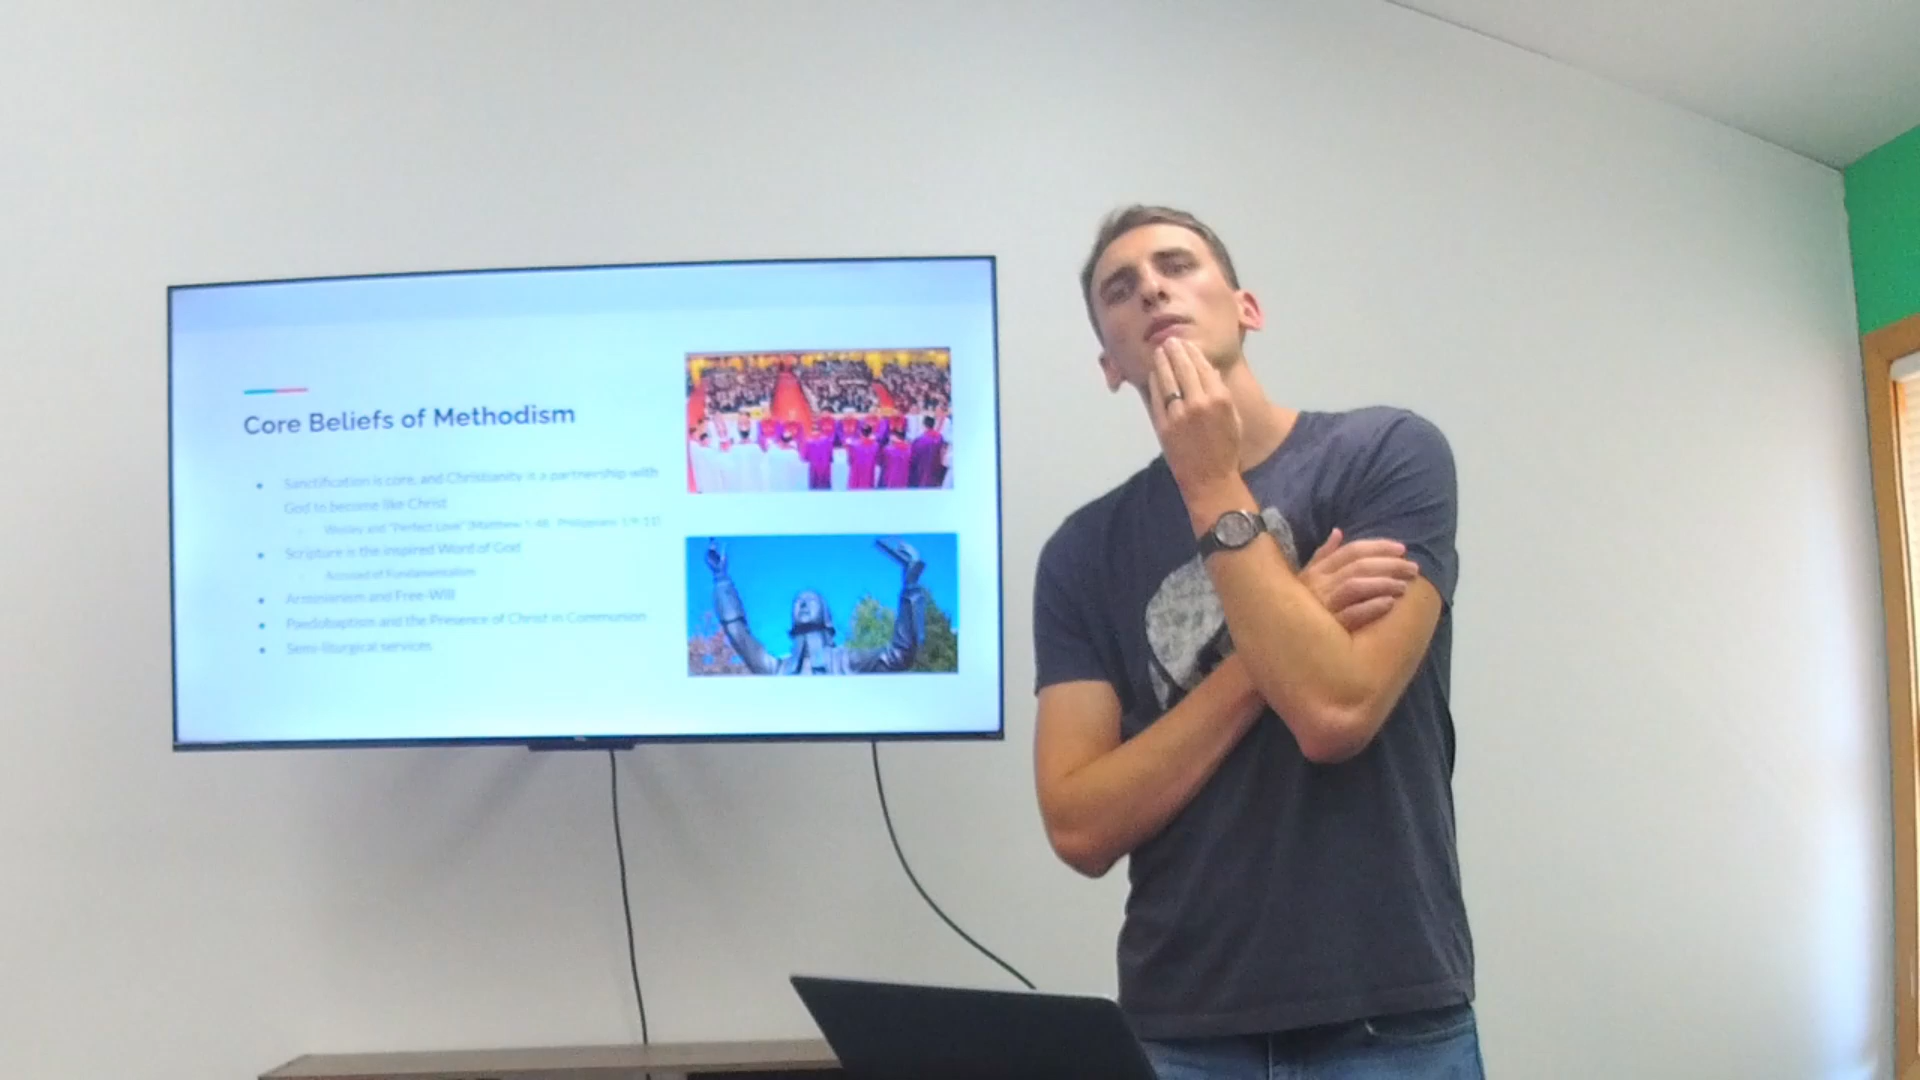 Core Beliefs of Methodism
Sanctification is core, and Christianity is a partnership with
God to become like Christ
Wesley and "Perfect Love" (Matthew
Scripture is the inspired Word of God
Accused of Fundamentalism
Arminianism and Free-Will
Paedobaptism and the Presence of Christ in Communion
Semi-liturgical services